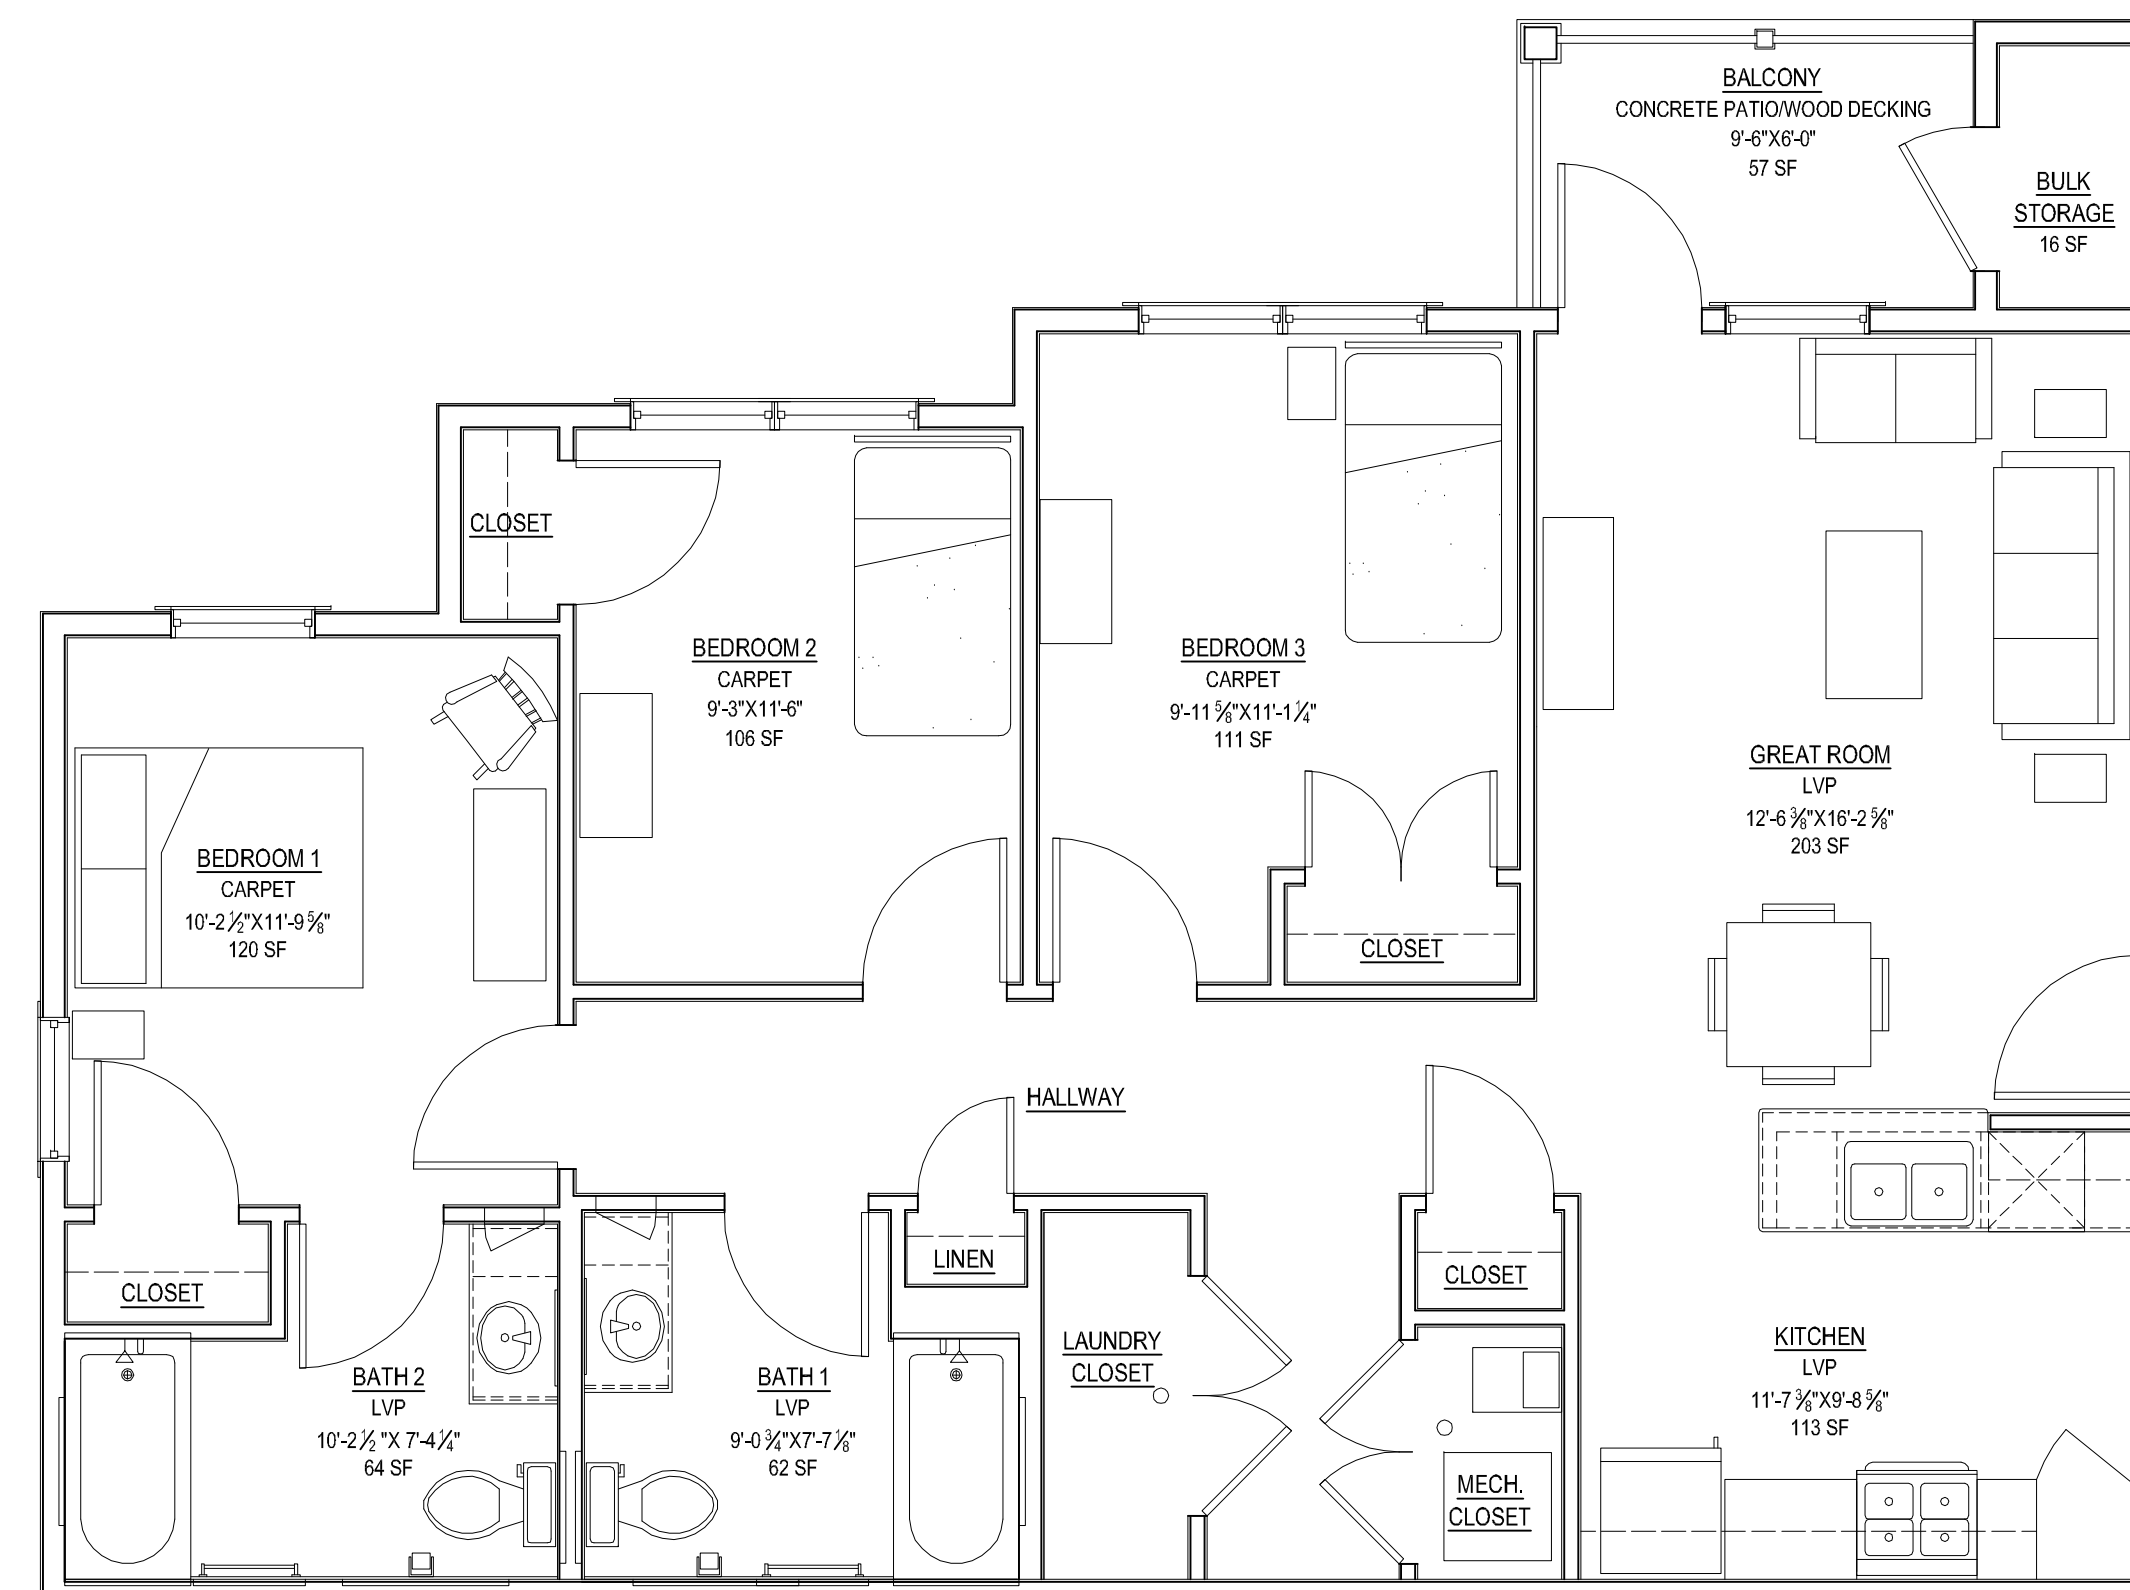 BALCONY
CONCRETE PATIO/WOOD DECKING
9'-6"X6'-0"
57 SF
BULK
STORAGE
16 SF
CLOSET
BEDROOM 2
CARPET
9'-3"X11'-6"
106 SF
BEDROOM 3
CARPET
9'-11 5/8"X11'-1 1/4"
111 SF
GREAT ROOM
LVP
12'-6 3/8"X16'-2 5/8"
203 SF
BEDROOM 1
CARPET
10'-2 1/2"X11'-9 5/8"
120 SF
CLOSET
HALLWAY
CLOSET
LINEN
CLOSET
LAUNDRY
CLOSET
KITCHEN
LVP
11'-7 3/8"X9'-8 5/8"
113 SF
BATH 2
LVP
10'-2 1/2 "X 7'-4 1/4"
64 SF
BATH 1
LVP
9'-0 3/4"X7'-7 1/8"
62 SF
MECH.
CLOSET